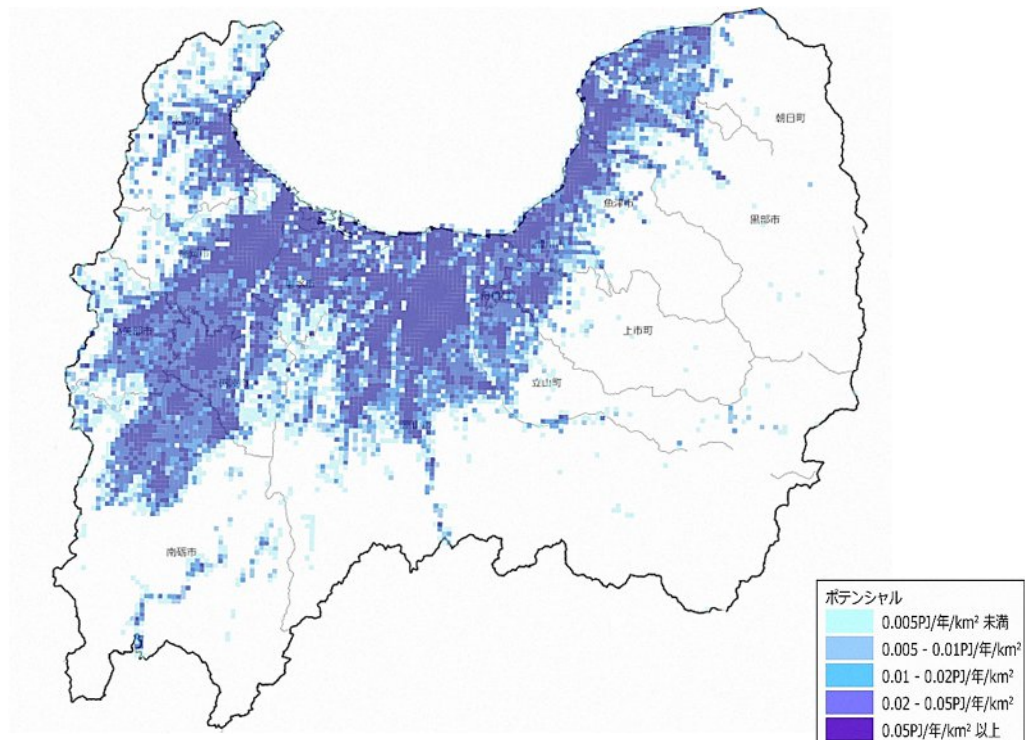 朝日町
黒部市
魚津市
上市町
立山町
南砺市
ポテンシャル
0.005PJ/年/km² 未満
0.005 - 0.01PJ/年/km²
0.01 - 0.02PJ/年/km²
0.02 - 0.05PJ/年/km²
0.05PJ/年/km² 以上